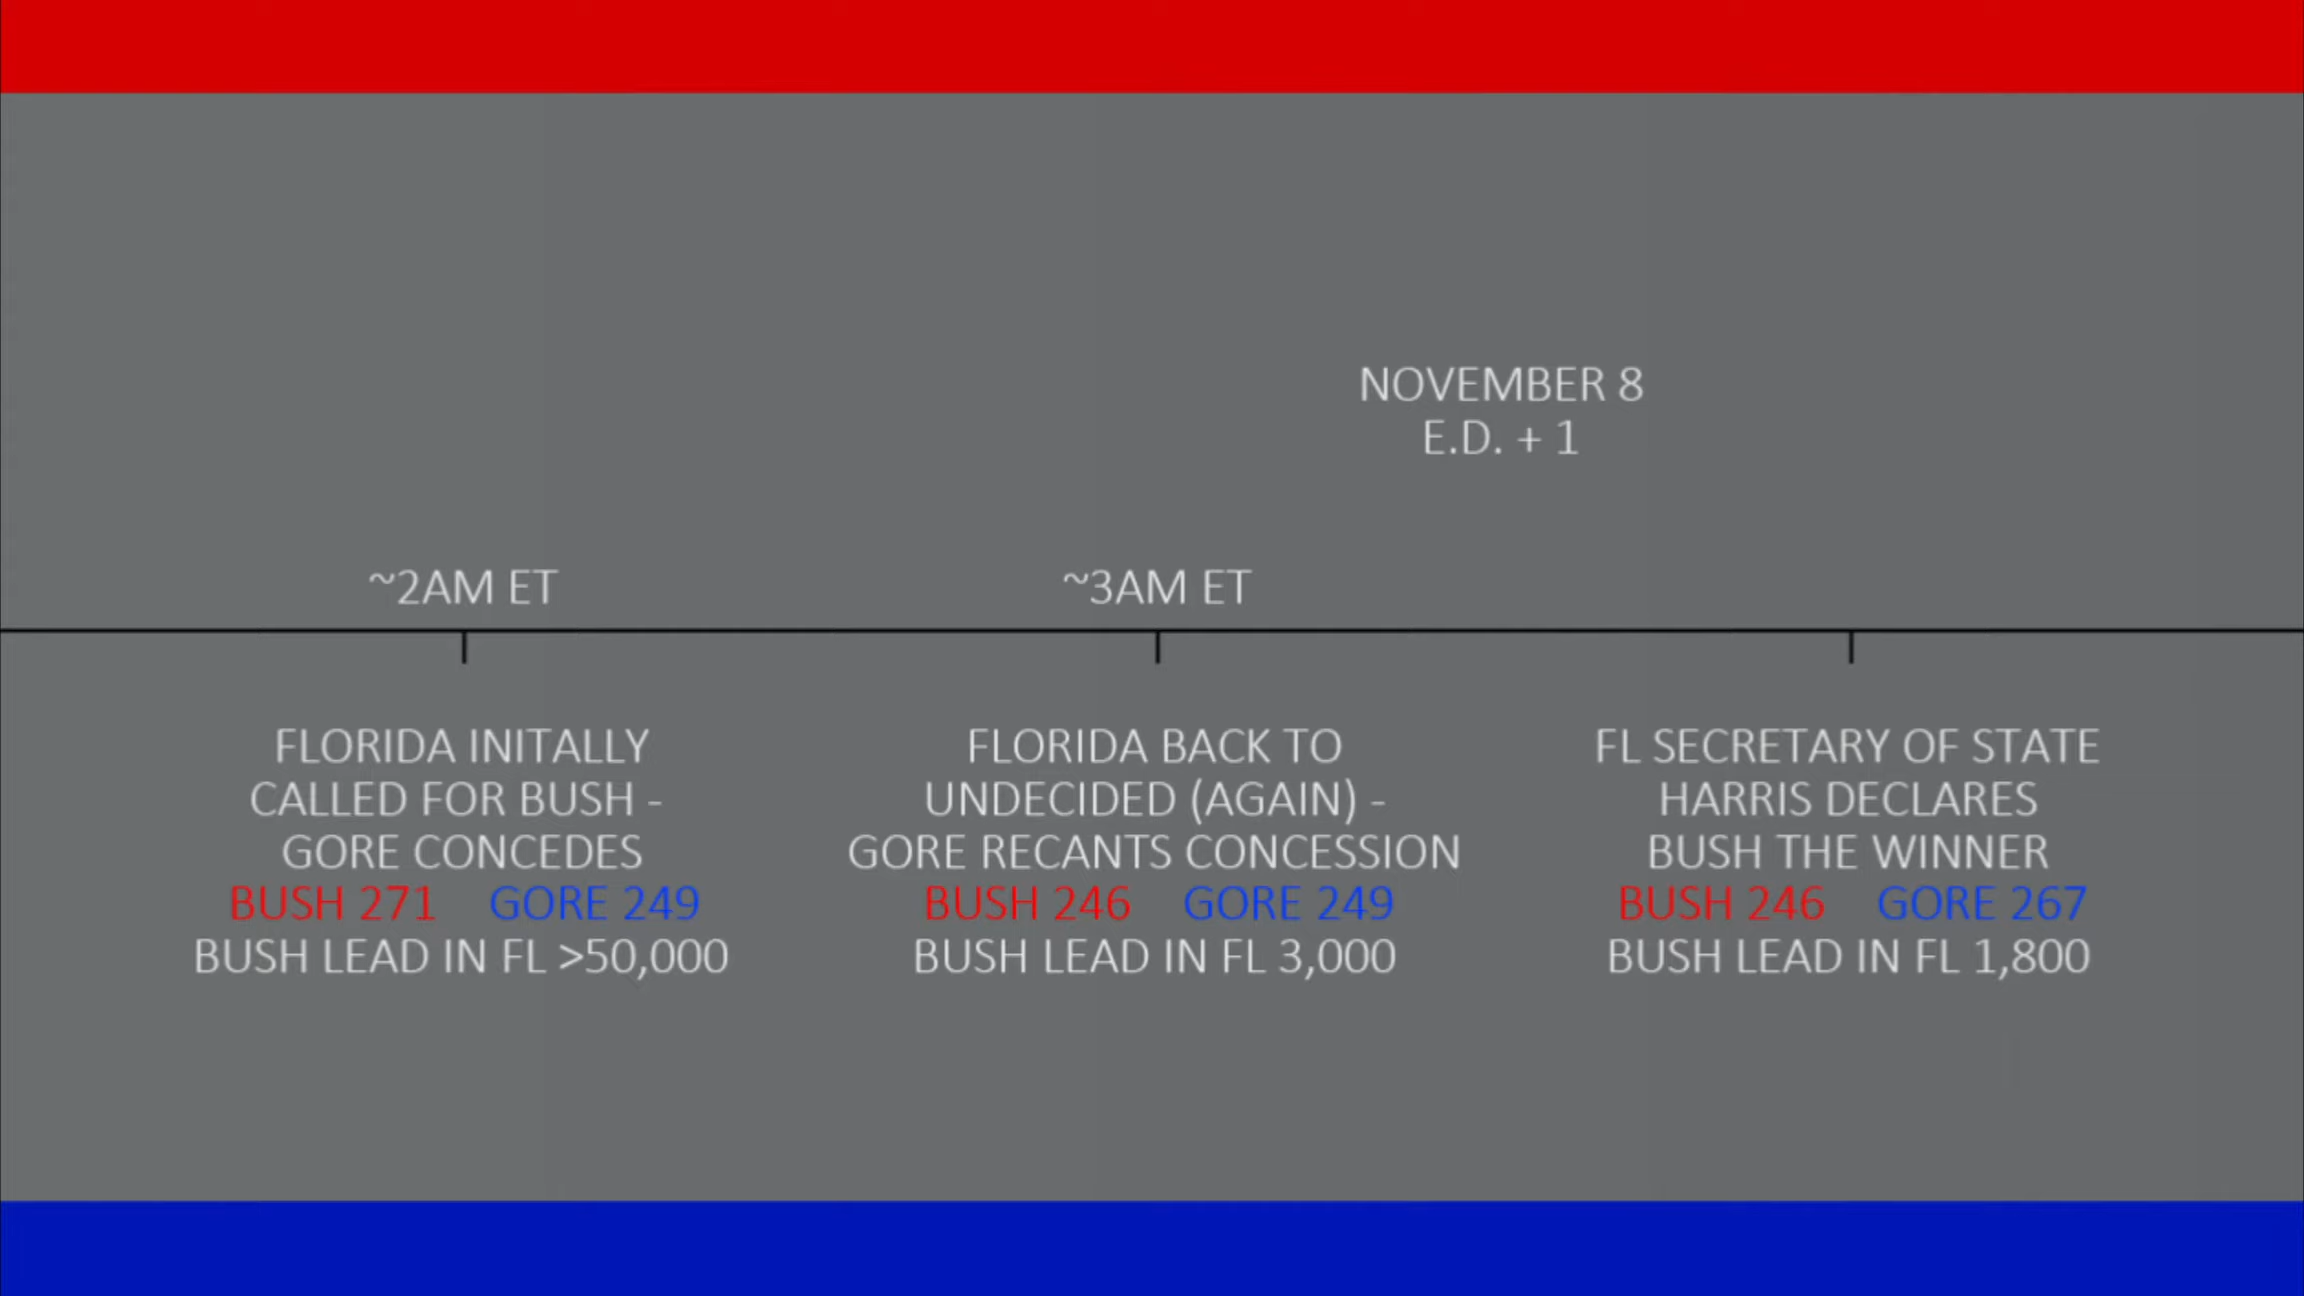 NOVEMBER 8
E.D. + 1
~2AM ET
~3AM ET
FLORIDA INITALLY
CALLED FOR BUSH -
GORE CONCEDES
BUSH 271 GORE 249
BUSH LEAD IN FL >50,000
FLORIDA BACK TO
UNDECIDED (AGAIN) -
GORE RECANTS CONCESSION
BUSH 246 GORE 249
BUSH LEAD IN FL 3,000
FL SECRETARY OF STATE
HARRIS DECLARES
BUSH THE WINNER
BUSH 246 GORE 267
BUSH LEAD IN FL 1,800